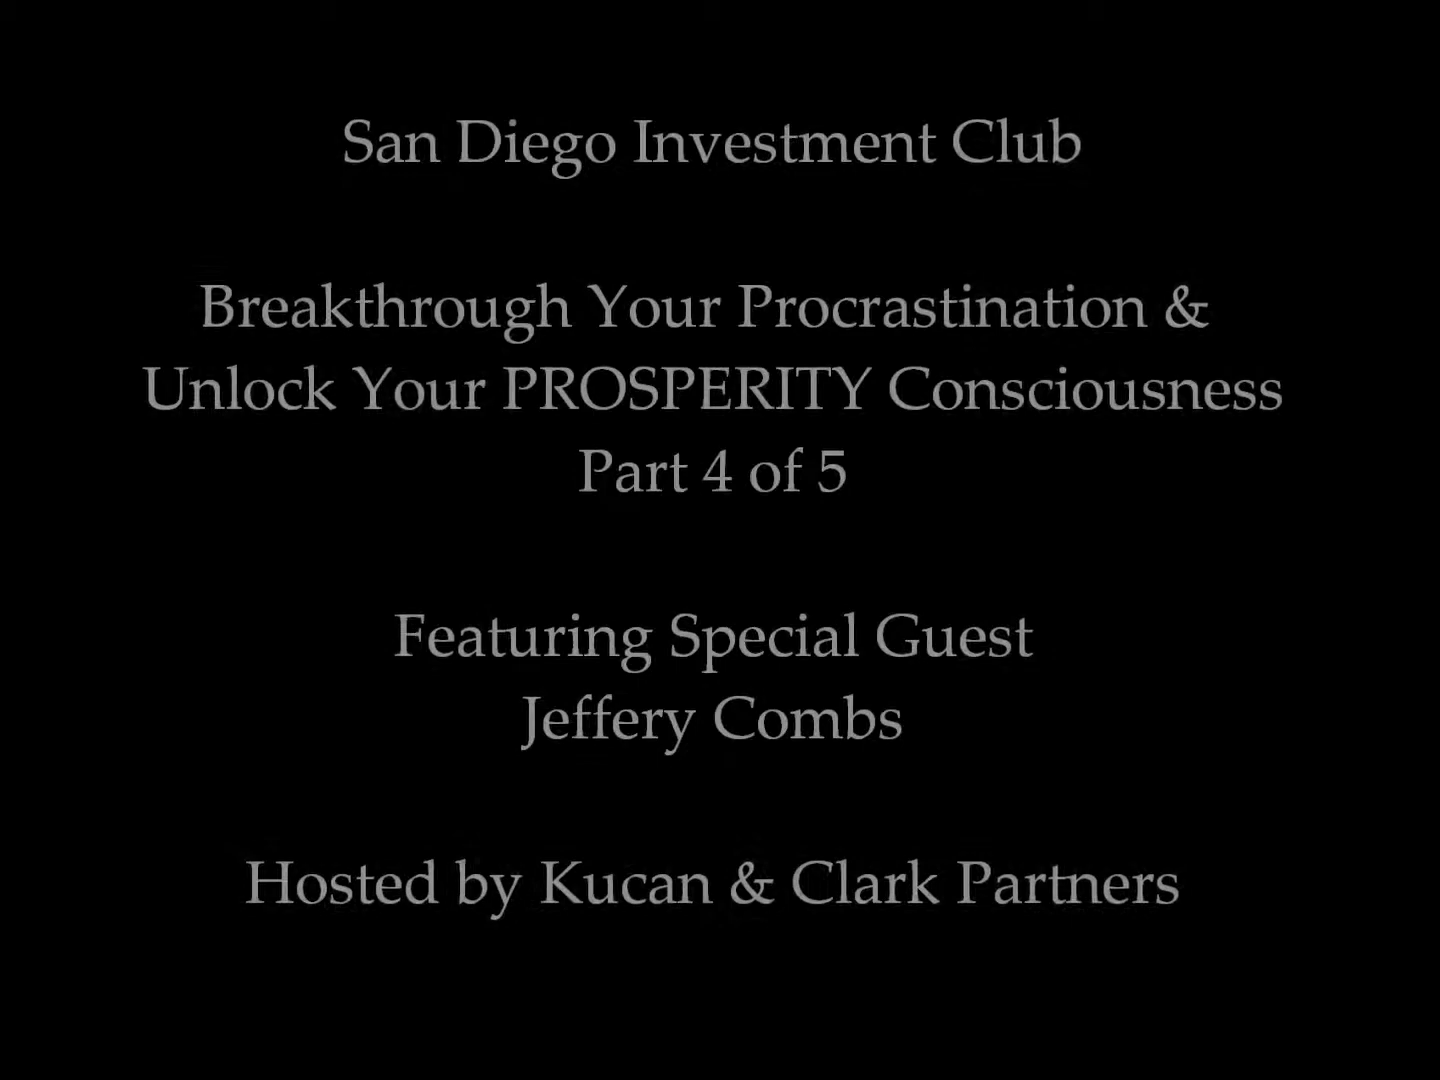 San Diego Investment Club
Breakthrough Your Procrastination &
Unlock Your PROSPERITY Consciousness
Part 4 of 5
Featuring Special Guest
Jeffery Combs
Hosted by Kucan & Clark Partners